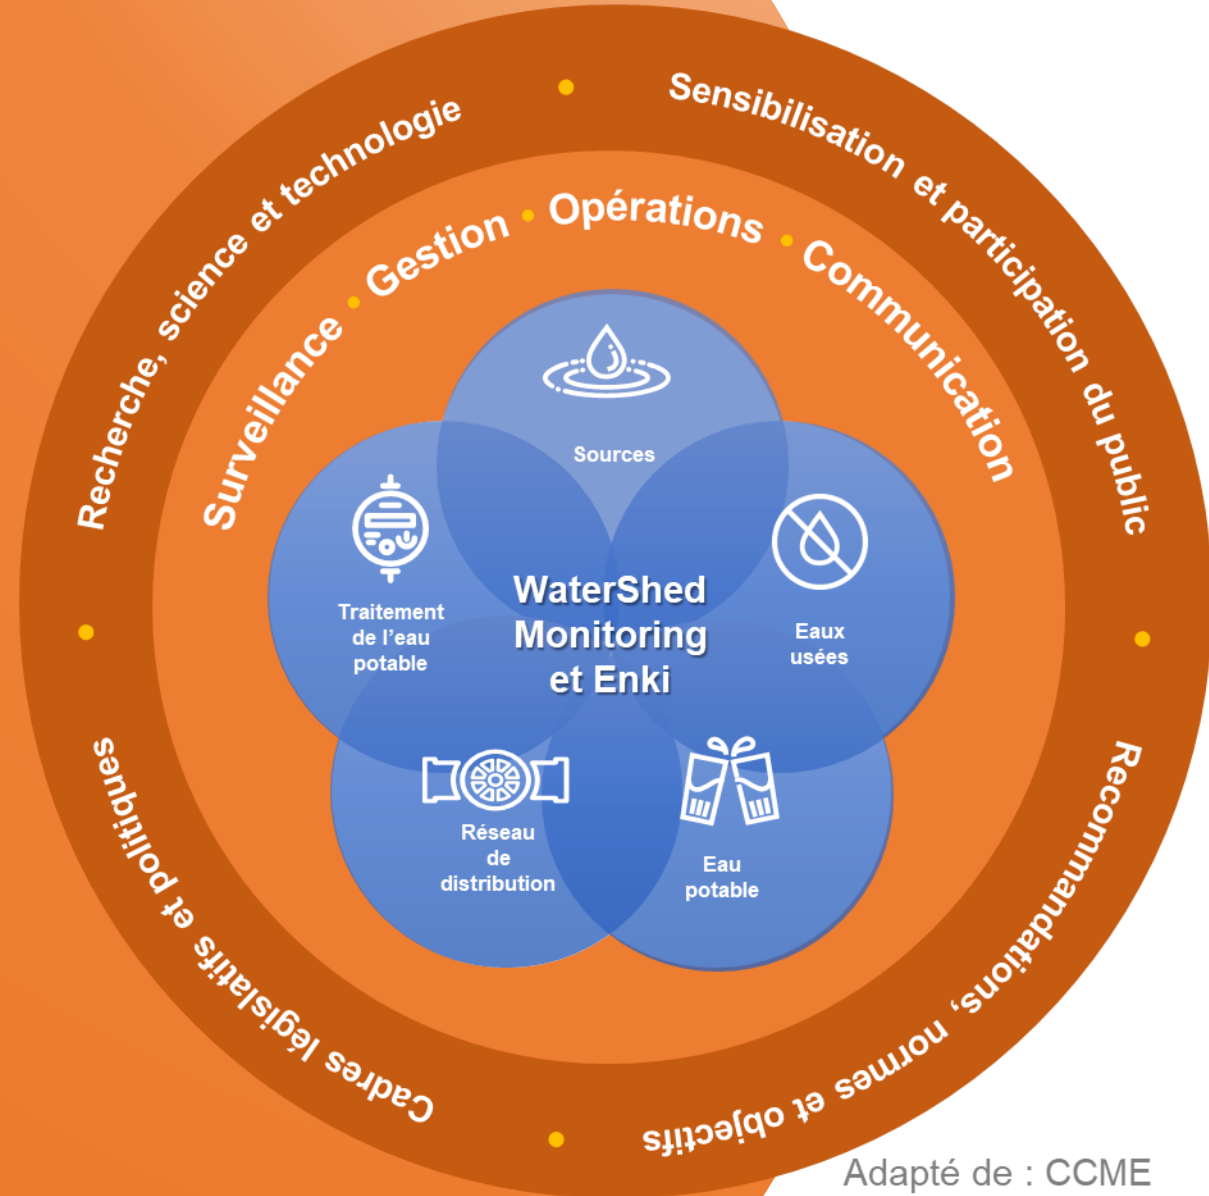 Recherche, science et technologie
Sensibilisation et participation du public
Recommandations, normes et objectifs
Cadres législatifs et politiques
Surveillance • Gestion • Opérations • Communication
Sources
Traitement
de l'eau
potable
WaterShed
Monitoring
et Enki
Eaux
usées
Réseau
de
distribution
Eau
potable
Adapté de : CCME